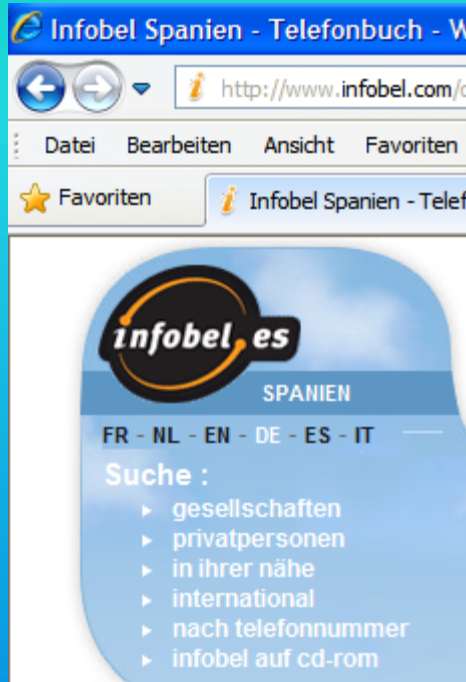 Infobel Spanien - Telefonbuch - W
http://www.infobel.com/
Datei Bearbeiten Ansicht Favoriten
Favoriten
Infobel Spanien - Telef
infobel.es
SPANIEN
FR - NL - EN - DE - ES - IT
Suche :
gesellschaften
privatpersonen
in ihrer nähe
international
nach telefonnummer
infobel auf cd-rom